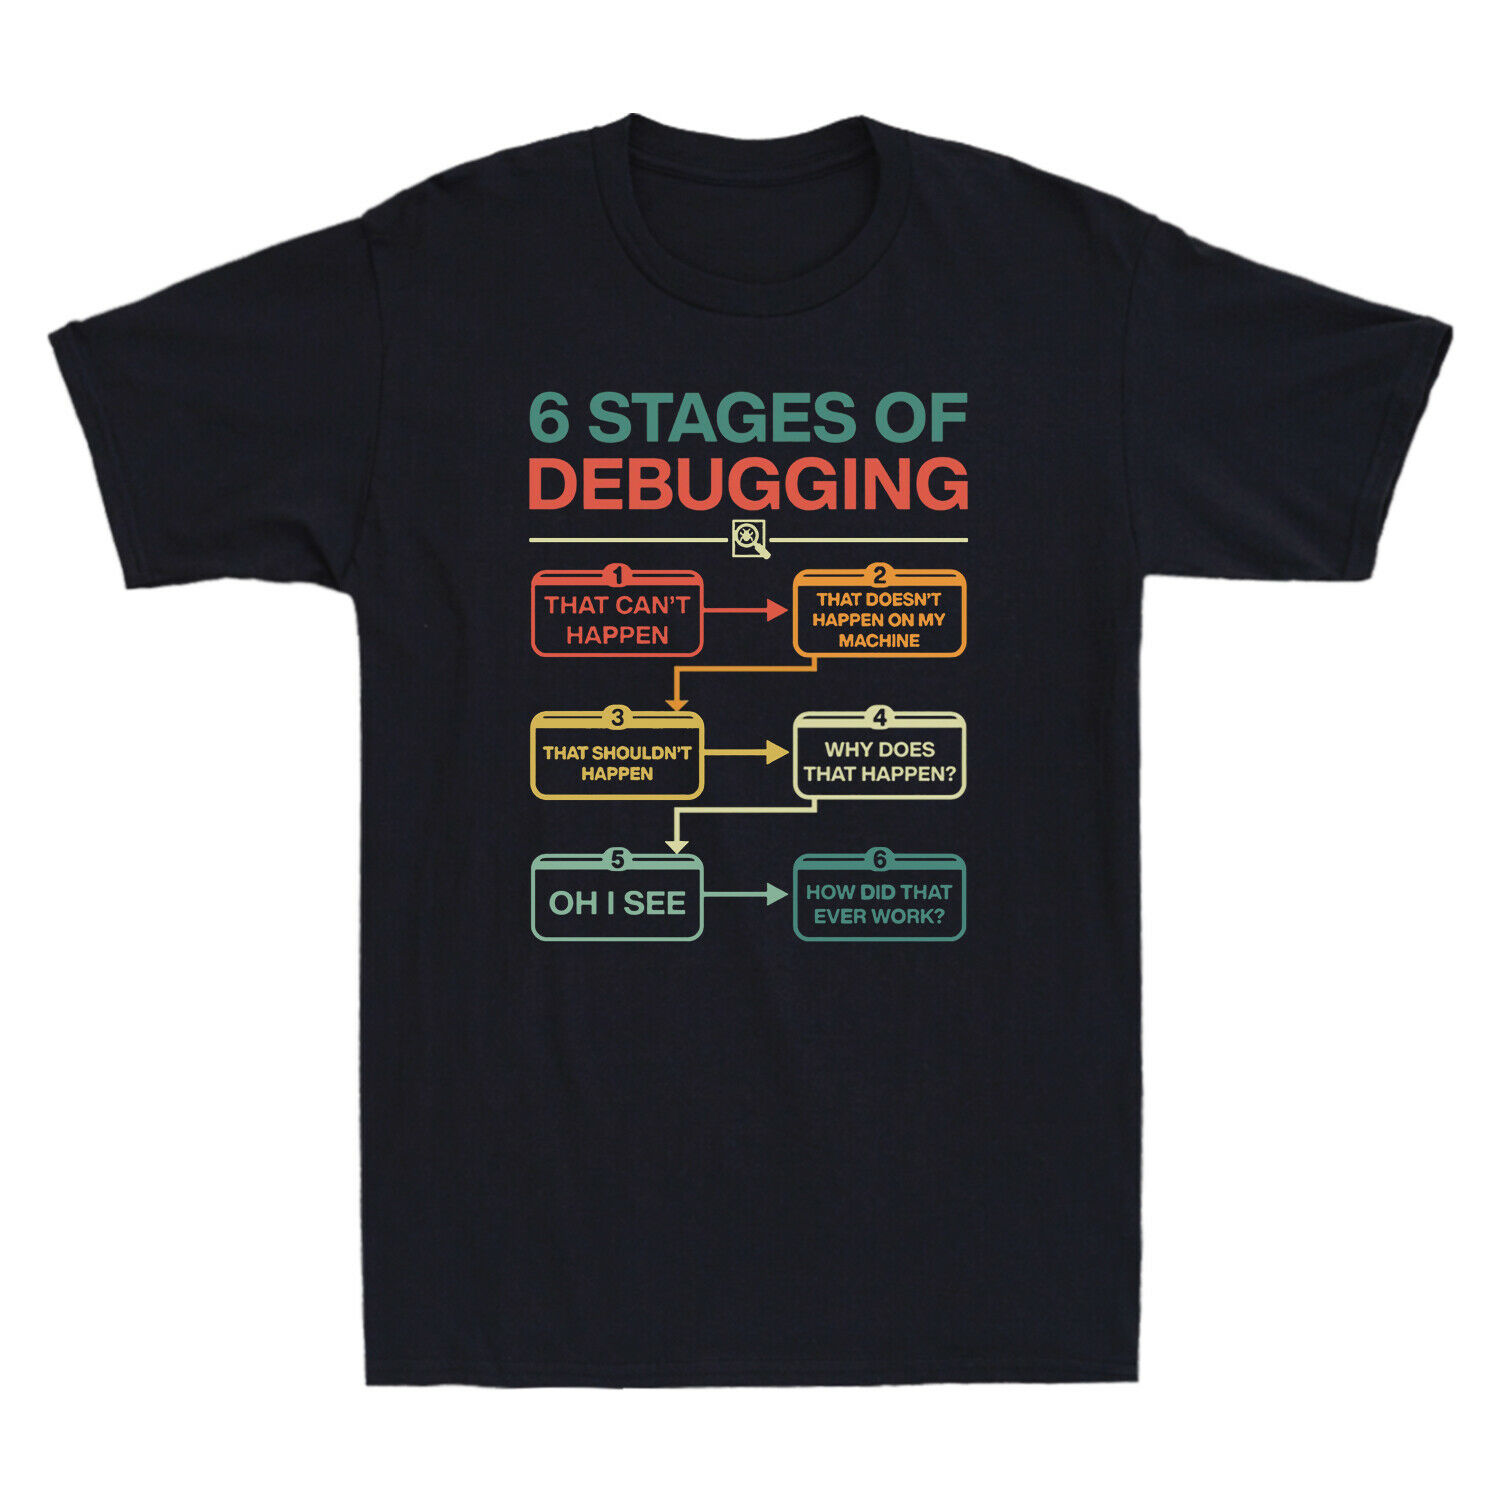 6 STAGES OF
DEBUGGING
1
THAT CAN'T
HAPPEN
2
THAT DOESN'T
HAPPEN ON MY
MACHINE
3
THAT SHOULDN'T
HAPPEN
4
WHY DOES
THAT HAPPEN?
5
OH I SEE
6
HOW DID THAT
EVER WORK?